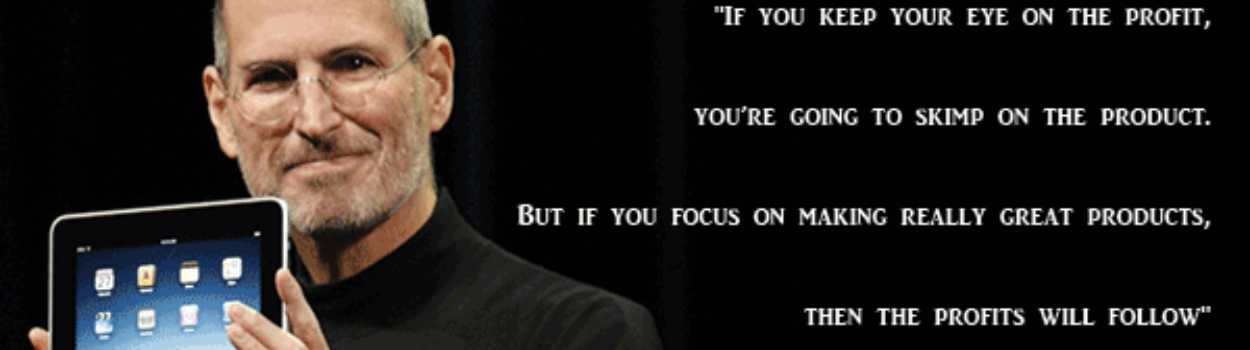 "If you keep your eye on the profit,
you're going to skimp on the product.
But if you focus on making really great products,
then the profits will follow"